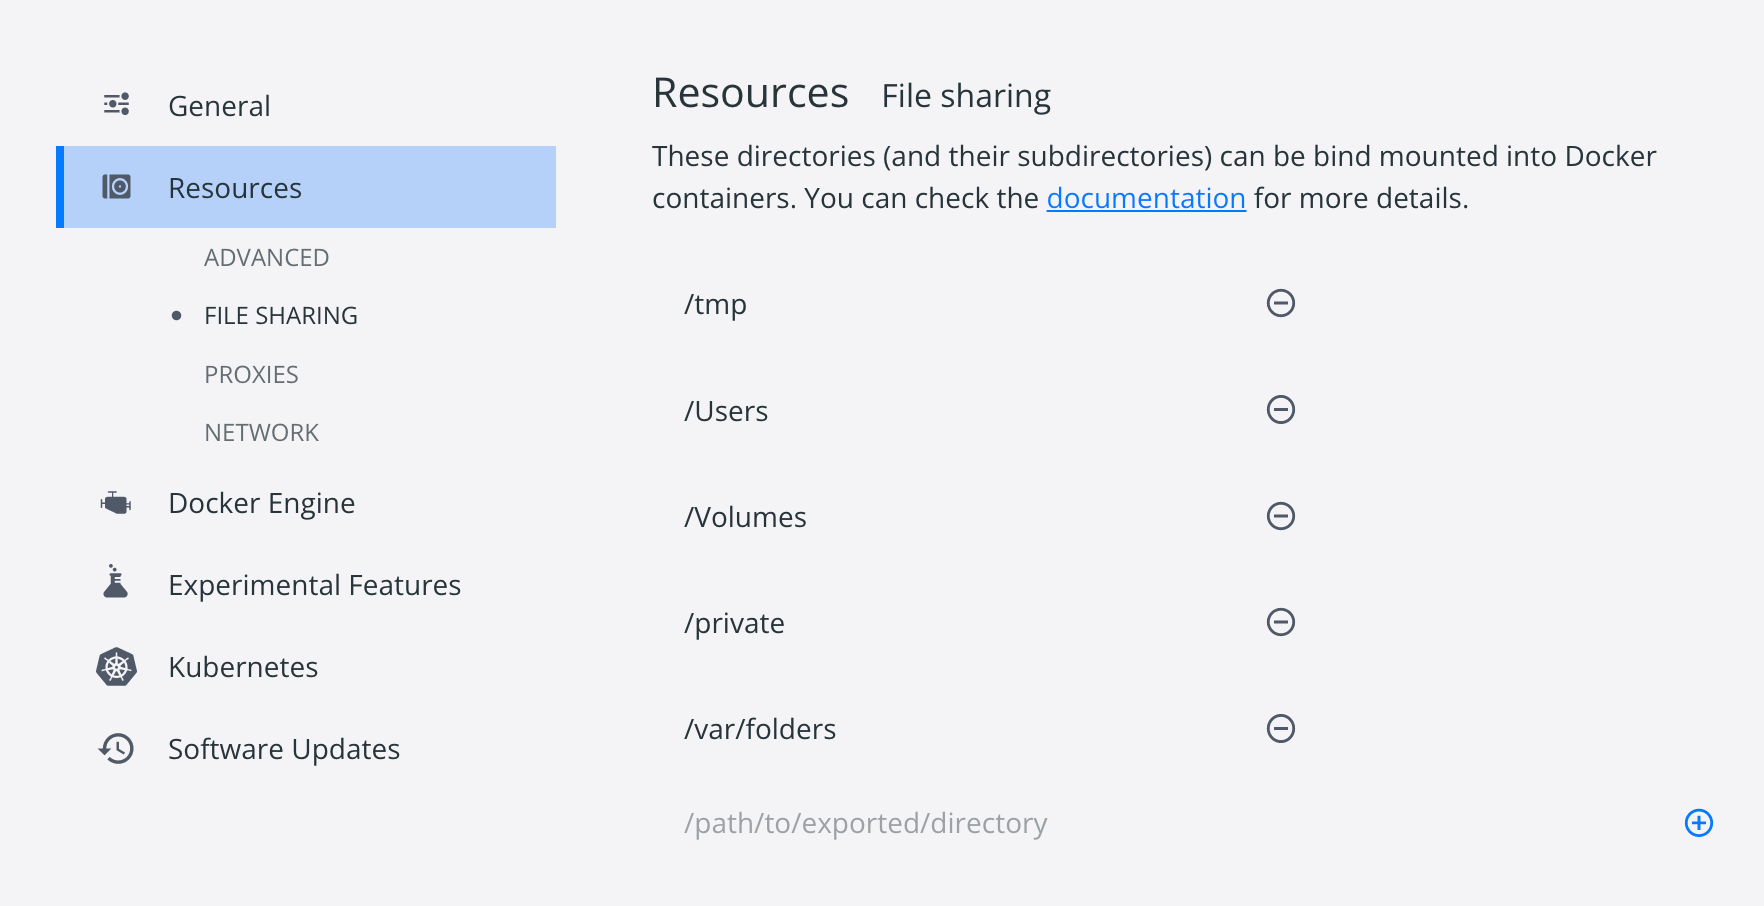 General
Resources
ADVANCED
FILE SHARING
PROXIES
NETWORK
Docker Engine
Experimental Features
Kubernetes
Software Updates
Resources File sharing
These directories (and their subdirectories) can be bind mounted into Docker
containers. You can check the documentation for more details.
/tmp
/Users
/Volumes
/private
/var/folders
/path/to/exported/directory